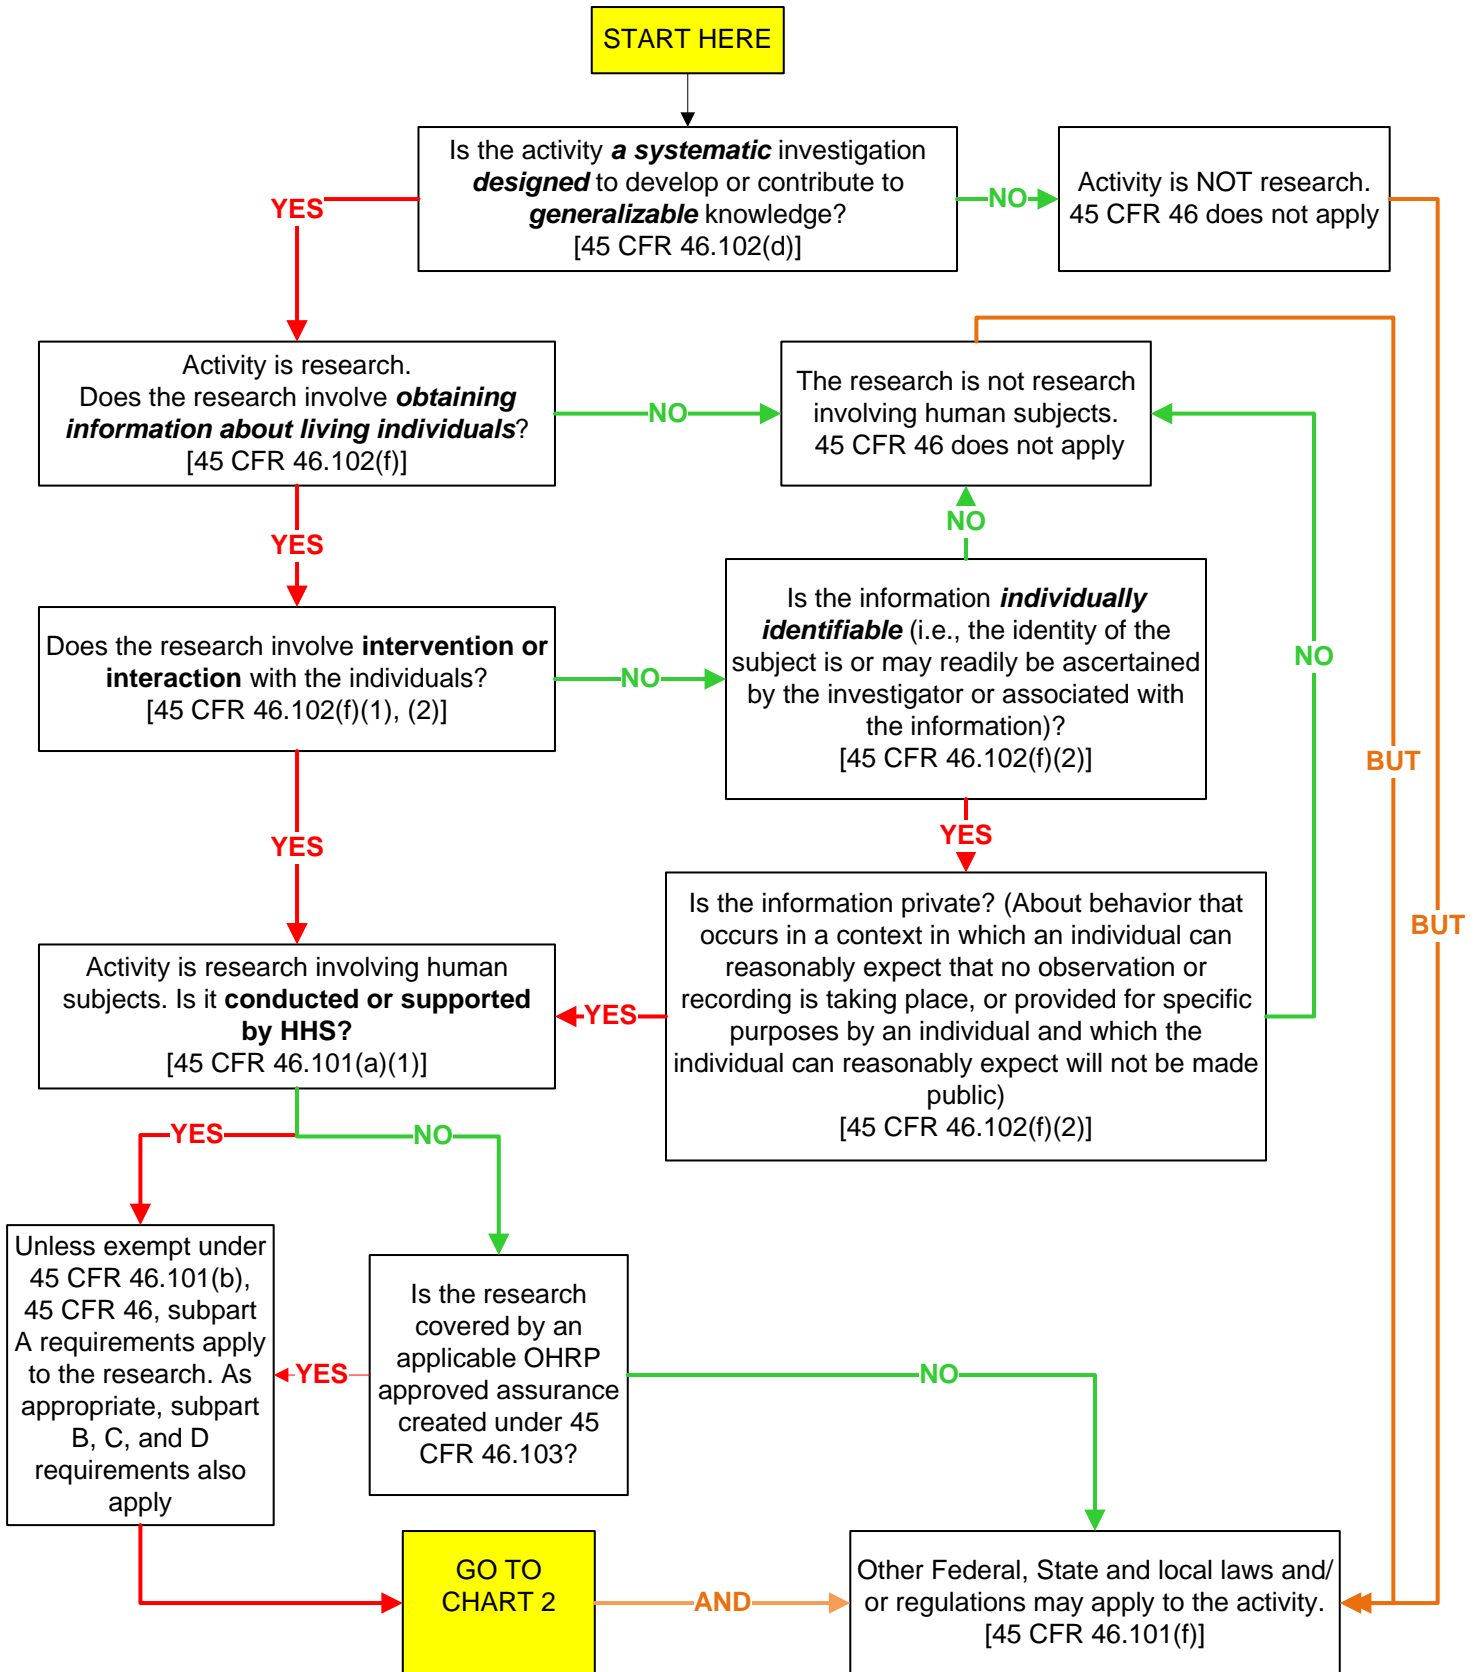 START HERE
Is the activity a systematic investigation
designed to develop or contribute to
generalizable knowledge?
[45 CFR 46.102(d)]
NO
Activity is NOT research.
45 CFR 46 does not apply
YES
Activity is research.
Does the research involve obtaining
information about living individuals?
[45 CFR 46.102(f)]
NO
The research is not research
involving human subjects.
45 CFR 46 does not apply
YES
NO
Does the research involve intervention or
interaction with the individuals?
[45 CFR 46.102(f)(1), (2)]
NO
Is the information individually
identifiable (i.e., the identity of the
subject is or may readily be ascertained
by the investigator or associated with
the information)?
[45 CFR 46.102(f)(2)]
NO
BUT
YES
YES
BUT
Activity is research involving human
subjects. Is it conducted or supported
by HHS?
[45 CFR 46.101(a)(1)]
YES
Is the information private? (About behavior that
occurs in a context in which an individual can
reasonably expect that no observation or
recording is taking place, or provided for specific
purposes by an individual and which the
individual can reasonably expect will not be made
public)
[45 CFR 46.102(f)(2)]
YES
NO
Unless exempt under
45 CFR 46.101(b),
45 CFR 46, subpart
A requirements apply
to the research. As
appropriate, subpart
B, C, and D
requirements also
apply
YES
Is the research
covered by an
applicable OHRP
approved assurance
created under 45
CFR 46.103?
NO
GO TO
CHART 2
AND
Other Federal, State and local laws and/
or regulations may apply to the activity.
[45 CFR 46.101(f)]